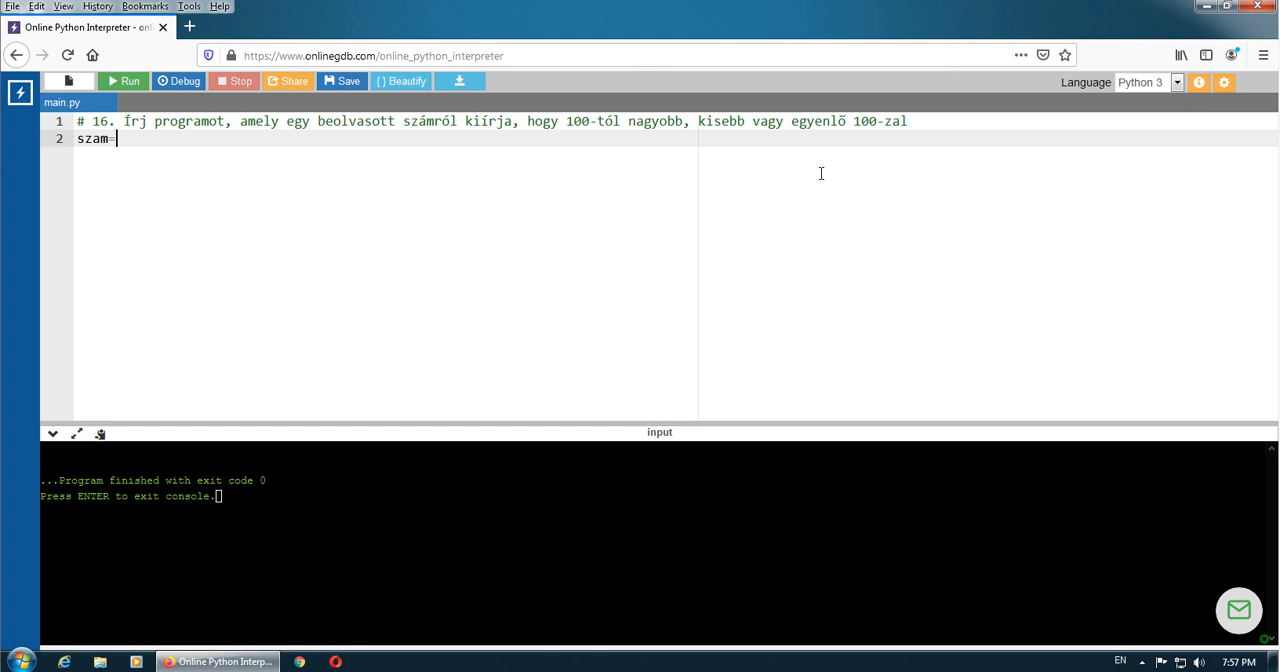 File Edit View History Bookmarks Tools Help
Online Python Interpreter - onl
https://www.onlinegdb.com/online_python_interpreter
Run Debug Stop Share Save { } Beautify Language Python 3
main.py
1 # 16. Írj programot, amely egy beolvasott számról kiírja, hogy 100-tól nagyobb, kisebb vagy egyenlő 100-zal
2 szam=
input
...Program finished with exit code 0
Press ENTER to exit console.
Online Python Interp... EN 7:57 PM